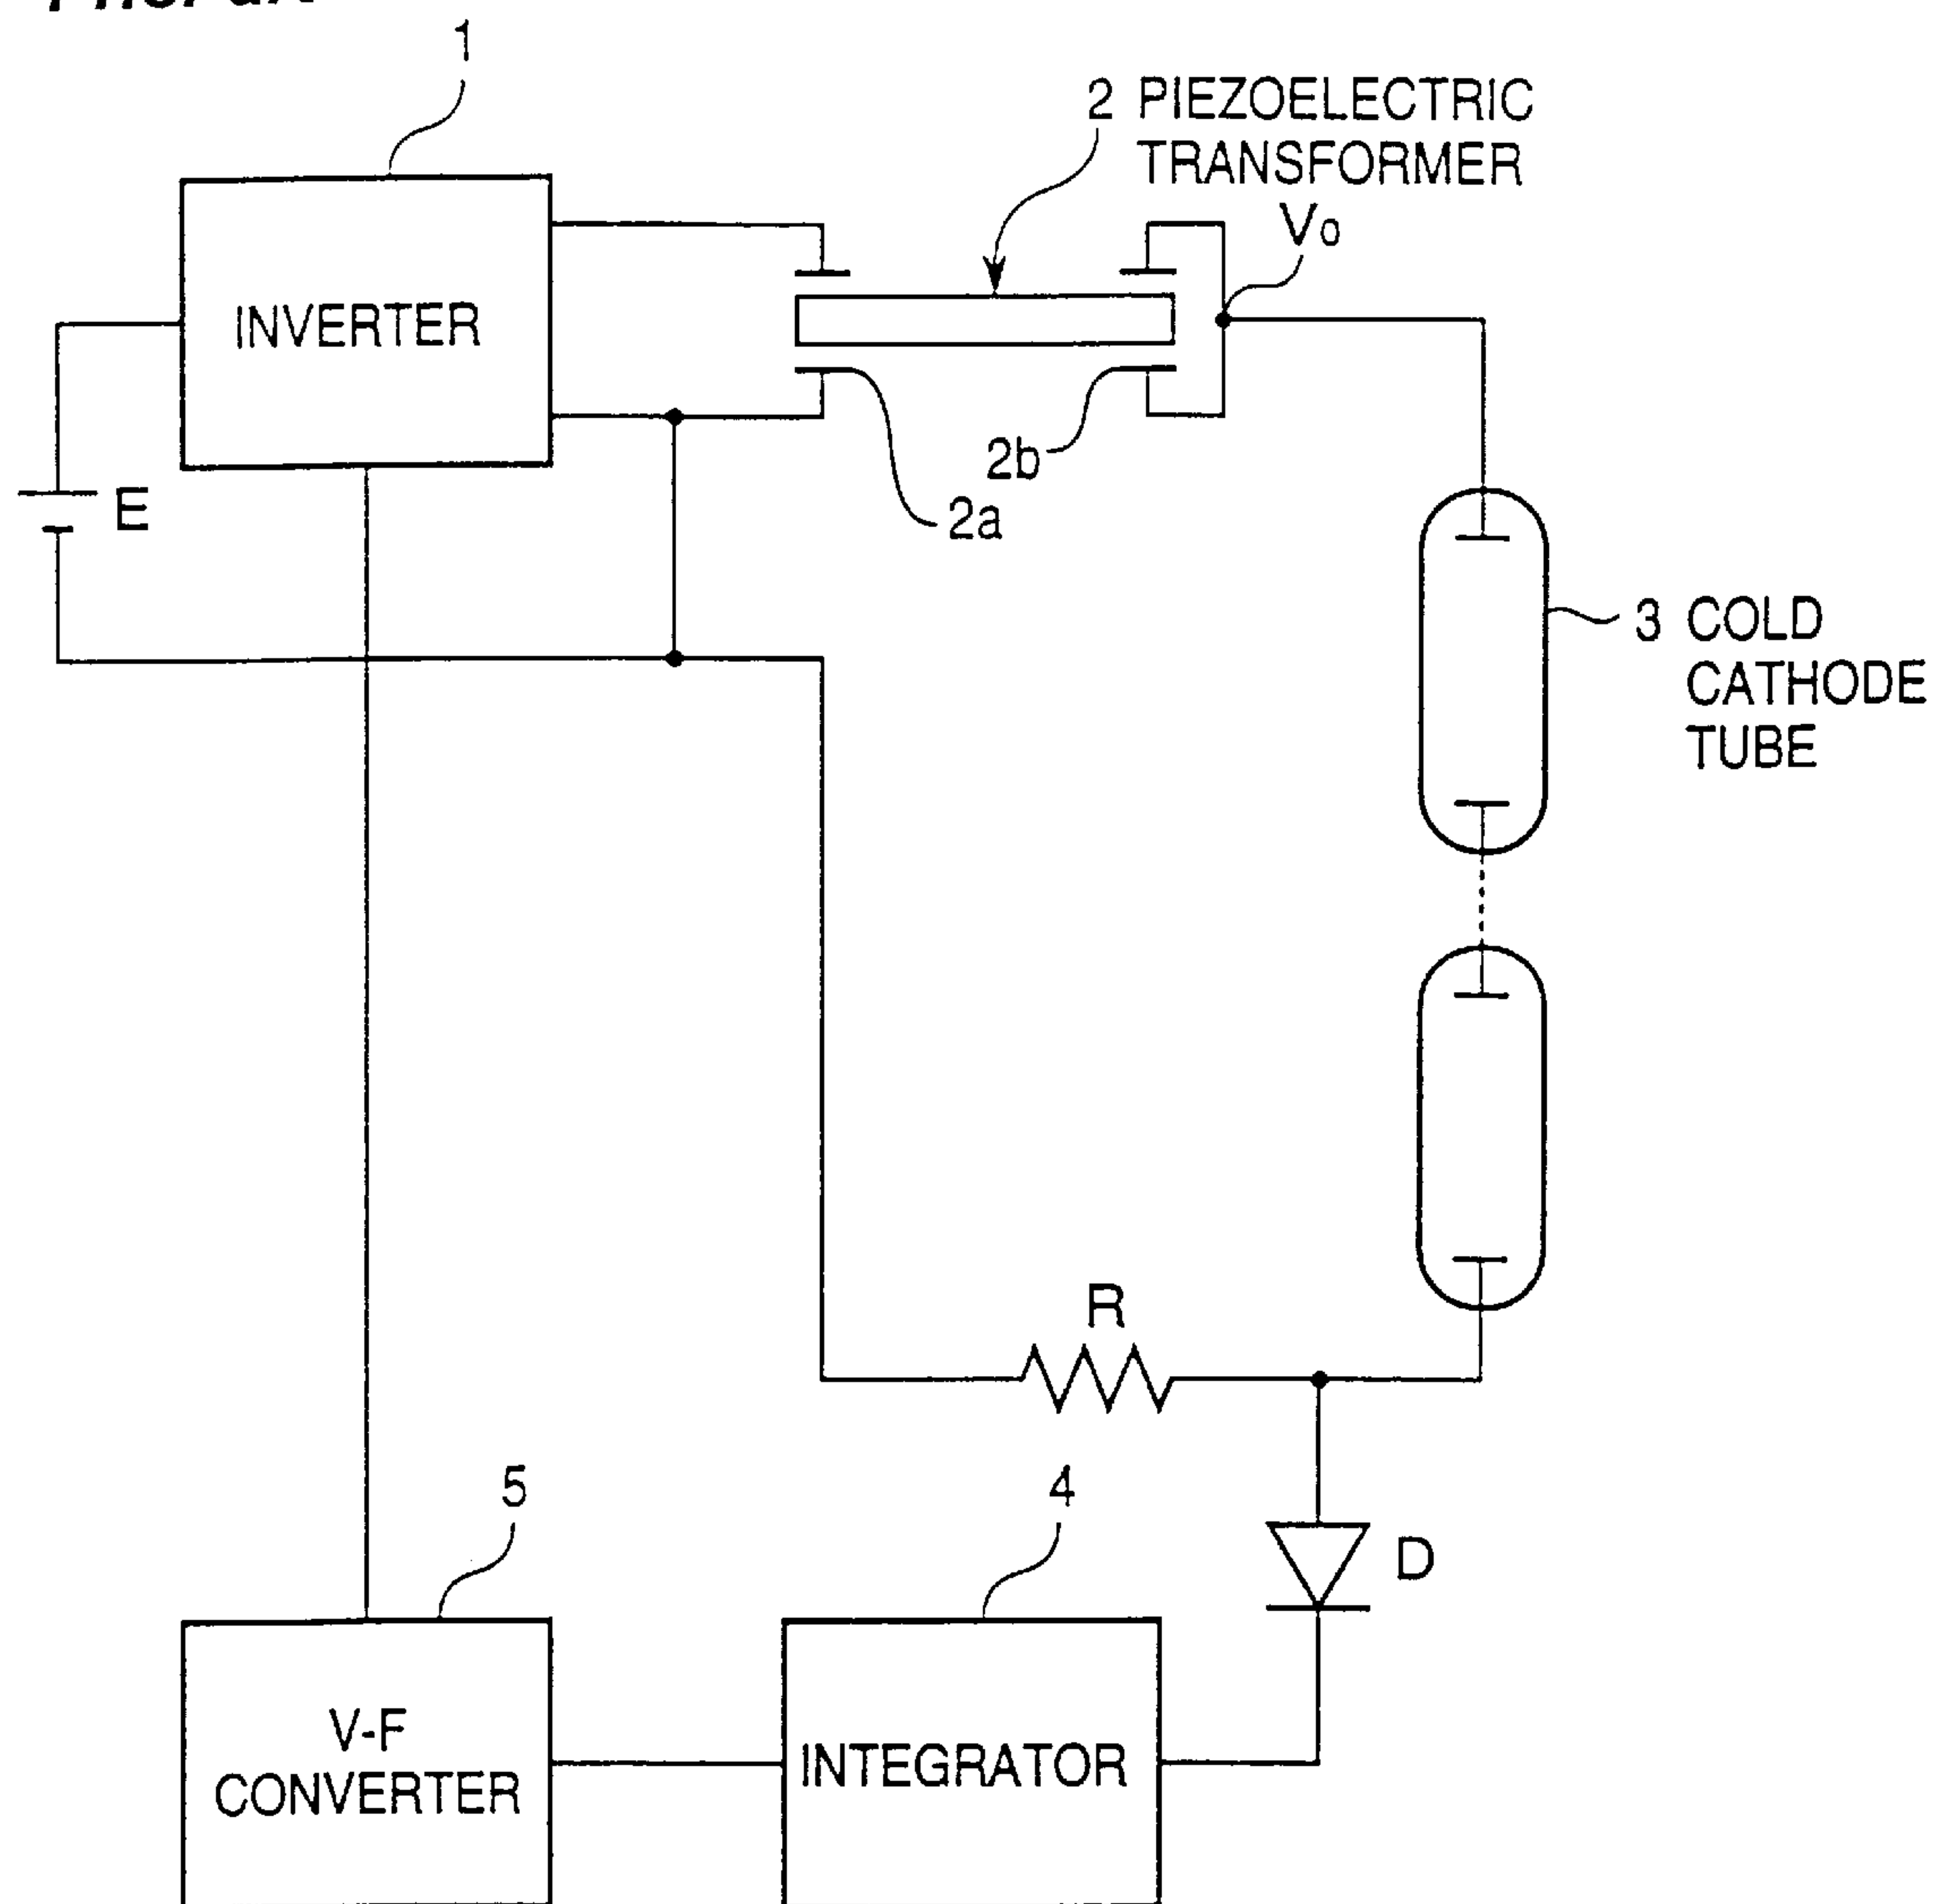 1
2 PIEZOELECTRIC
TRANSFORMER
Vo
INVERTER
E
2b
2a
3 COLD
CATHODE
TUBE
R
5
4
D
V-F
CONVERTER
INTEGRATOR